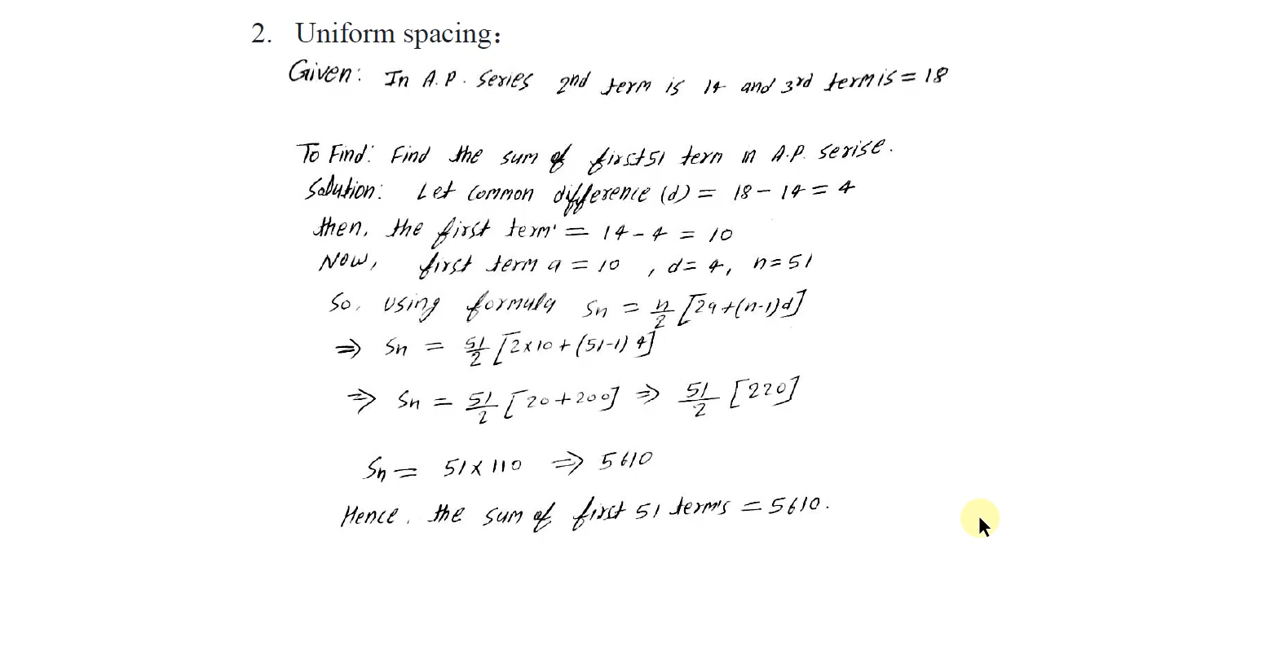 2. Uniform spacing:
Given: In A.P. series 2nd term is 14 and 3rd term is = 18
To Find: Find the sum of first 51 tern in A.P. serise.
Solution: Let common difference (d) = 18 - 14 = 4
then, the first term = 14 - 4 = 10
Now, first term a = 10 , d = 4, n = 51
So, using formula Sn = n/2 [2a + (n-1)d]
⇒ Sn = 51/2 [2×10 + (51-1) 4]
⇒ Sn = 51/2 [20+200] ⇒ 51/2 [220]
Sn = 51 × 110 ⇒ 5610
Hence, the sum of first 51 terms = 5610.